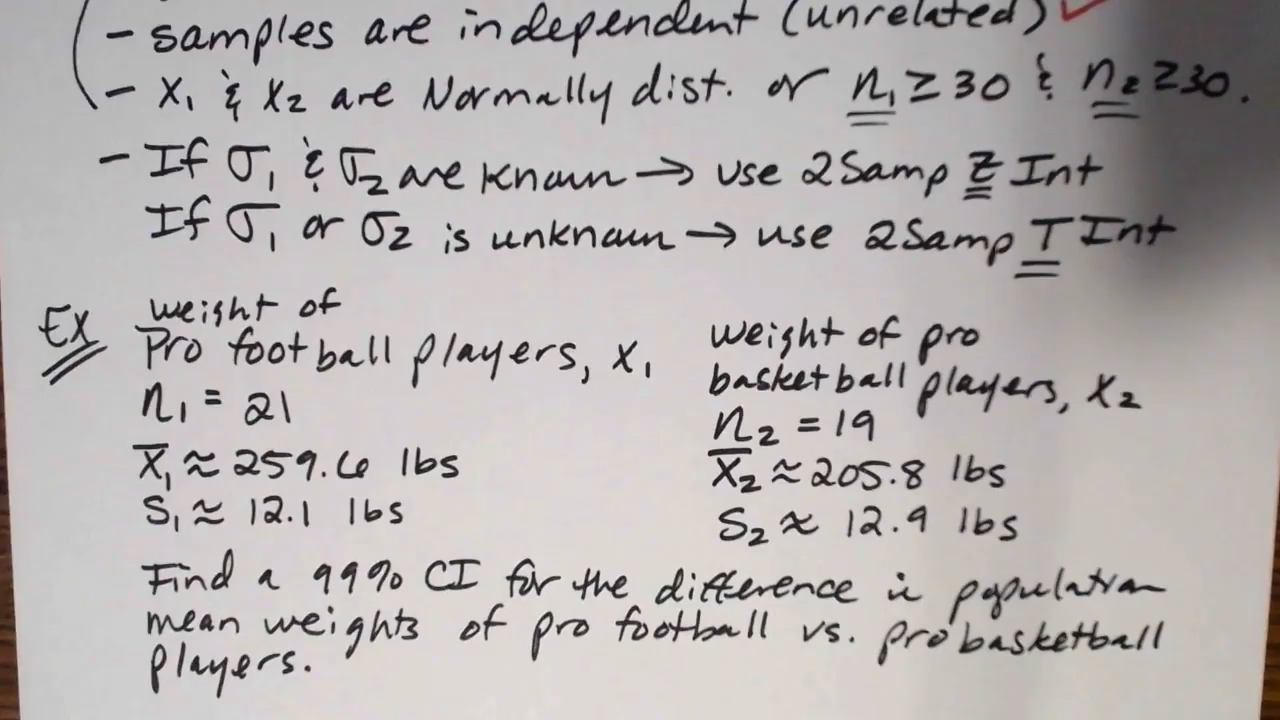 - samples are independent (unrelated) ✓
- x₁ & x₂ are Normally dist. or n₁ ≥ 30 & n₂ ≥ 30.
- If σ₁ & σ₂ are known → use 2Samp Z Int
If σ₁ or σ₂ is unknown → use 2Samp T Int
Ex weight of
Pro football players, x₁
n₁ = 21
x̄₁ ≈ 259.6 lbs
S₁ ≈ 12.1 lbs
weight of pro
basketball players, x₂
n₂ = 19
x̄₂ ≈ 205.8 lbs
S₂ ≈ 12.9 lbs
Find a 99% CI for the difference in population
mean weights of pro football vs. pro basketball
players.